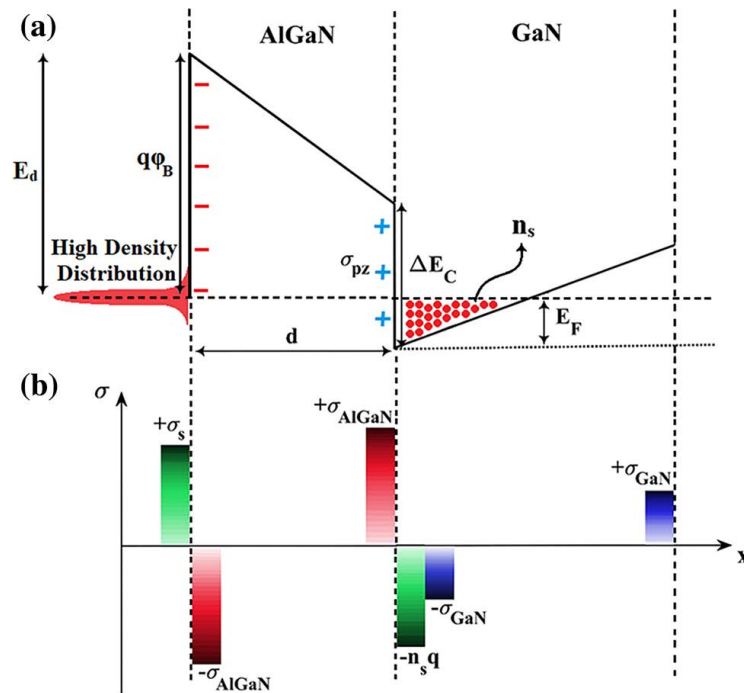 (a)
AlGaN
GaN
E_d
qφ_B
High Density
Distribution
σ_pz
ΔE_C
n_s
E_F
d
(b)
σ
+σ_s
+σ_AlGaN
+σ_GaN
x
-σ_AlGaN
-n_sq
-σ_GaN